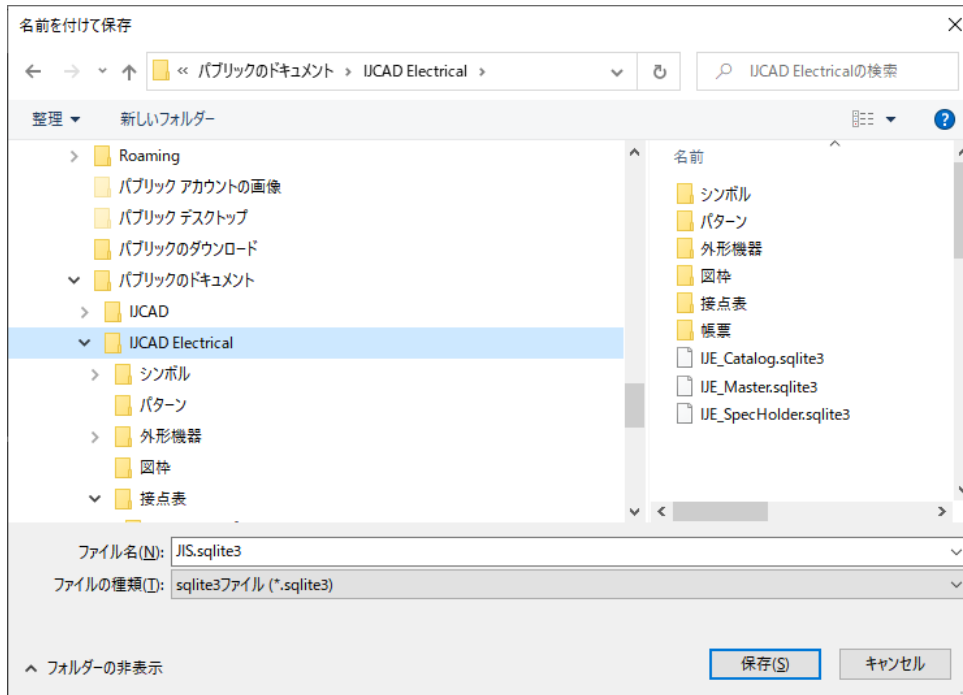 名前を付けて保存
« パブリックのドキュメント › IJCAD Electrical ›
IJCAD Electricalの検索
整理
新しいフォルダー
Roaming
パブリック アカウントの画像
パブリック デスクトップ
パブリックのダウンロード
パブリックのドキュメント
IJCAD
IJCAD Electrical
シンボル
パターン
外形機器
図枠
接点表
名前
シンボル
パターン
外形機器
図枠
接点表
帳票
IJE_Catalog.sqlite3
IJE_Master.sqlite3
IJE_SpecHolder.sqlite3
ファイル名(N): JIS.sqlite3
ファイルの種類(T): sqlite3ファイル (*.sqlite3)
フォルダーの非表示
保存(S)
キャンセル